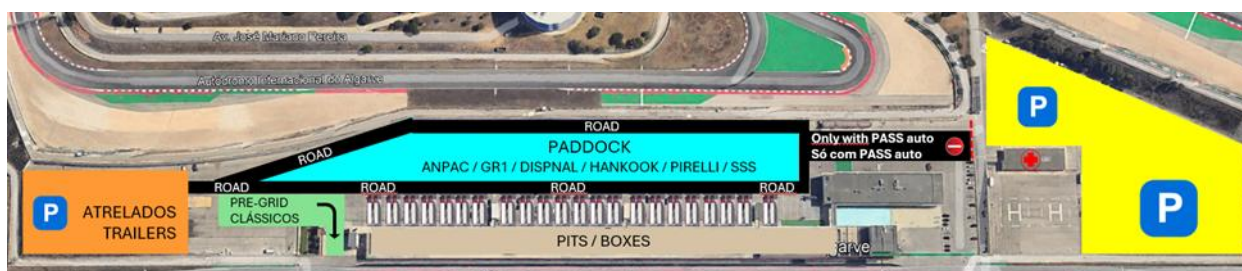 Av. José Mariano Pereira
Autódromo Internacional do Algarve
P
ROAD
Only with PASS auto
Só com PASS auto
ROAD
PADDOCK
ANPAC / GR1 / DISPNAL / HANKOOK / PIRELLI / SSS
ROAD
ROAD
ROAD
ROAD
P
ATRELADOS
TRAILERS
PRE-GRID
CLÁSSICOS
H
H
P
PITS / BOXES
garve